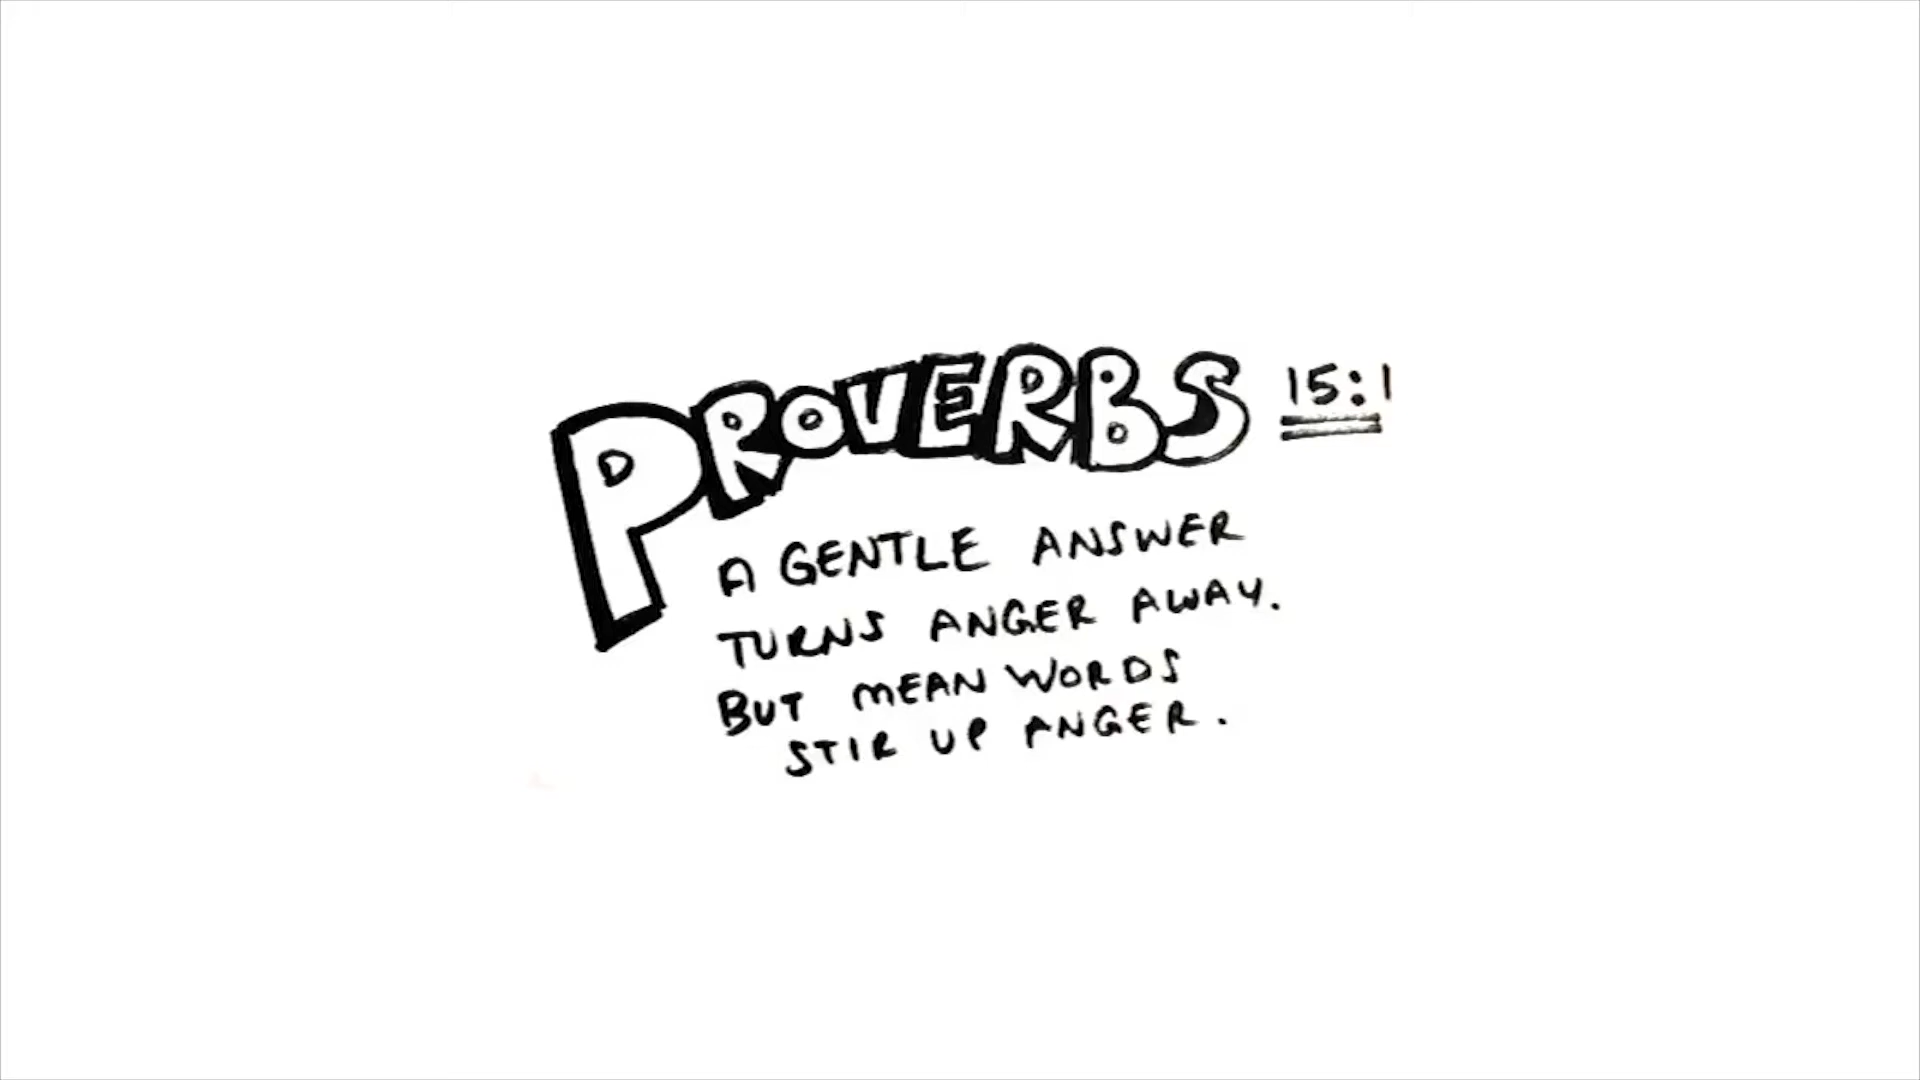 PROVERBS 15:1
A GENTLE ANSWER
TURNS ANGER AWAY.
BUT MEAN WORDS
STIR UP ANGER.